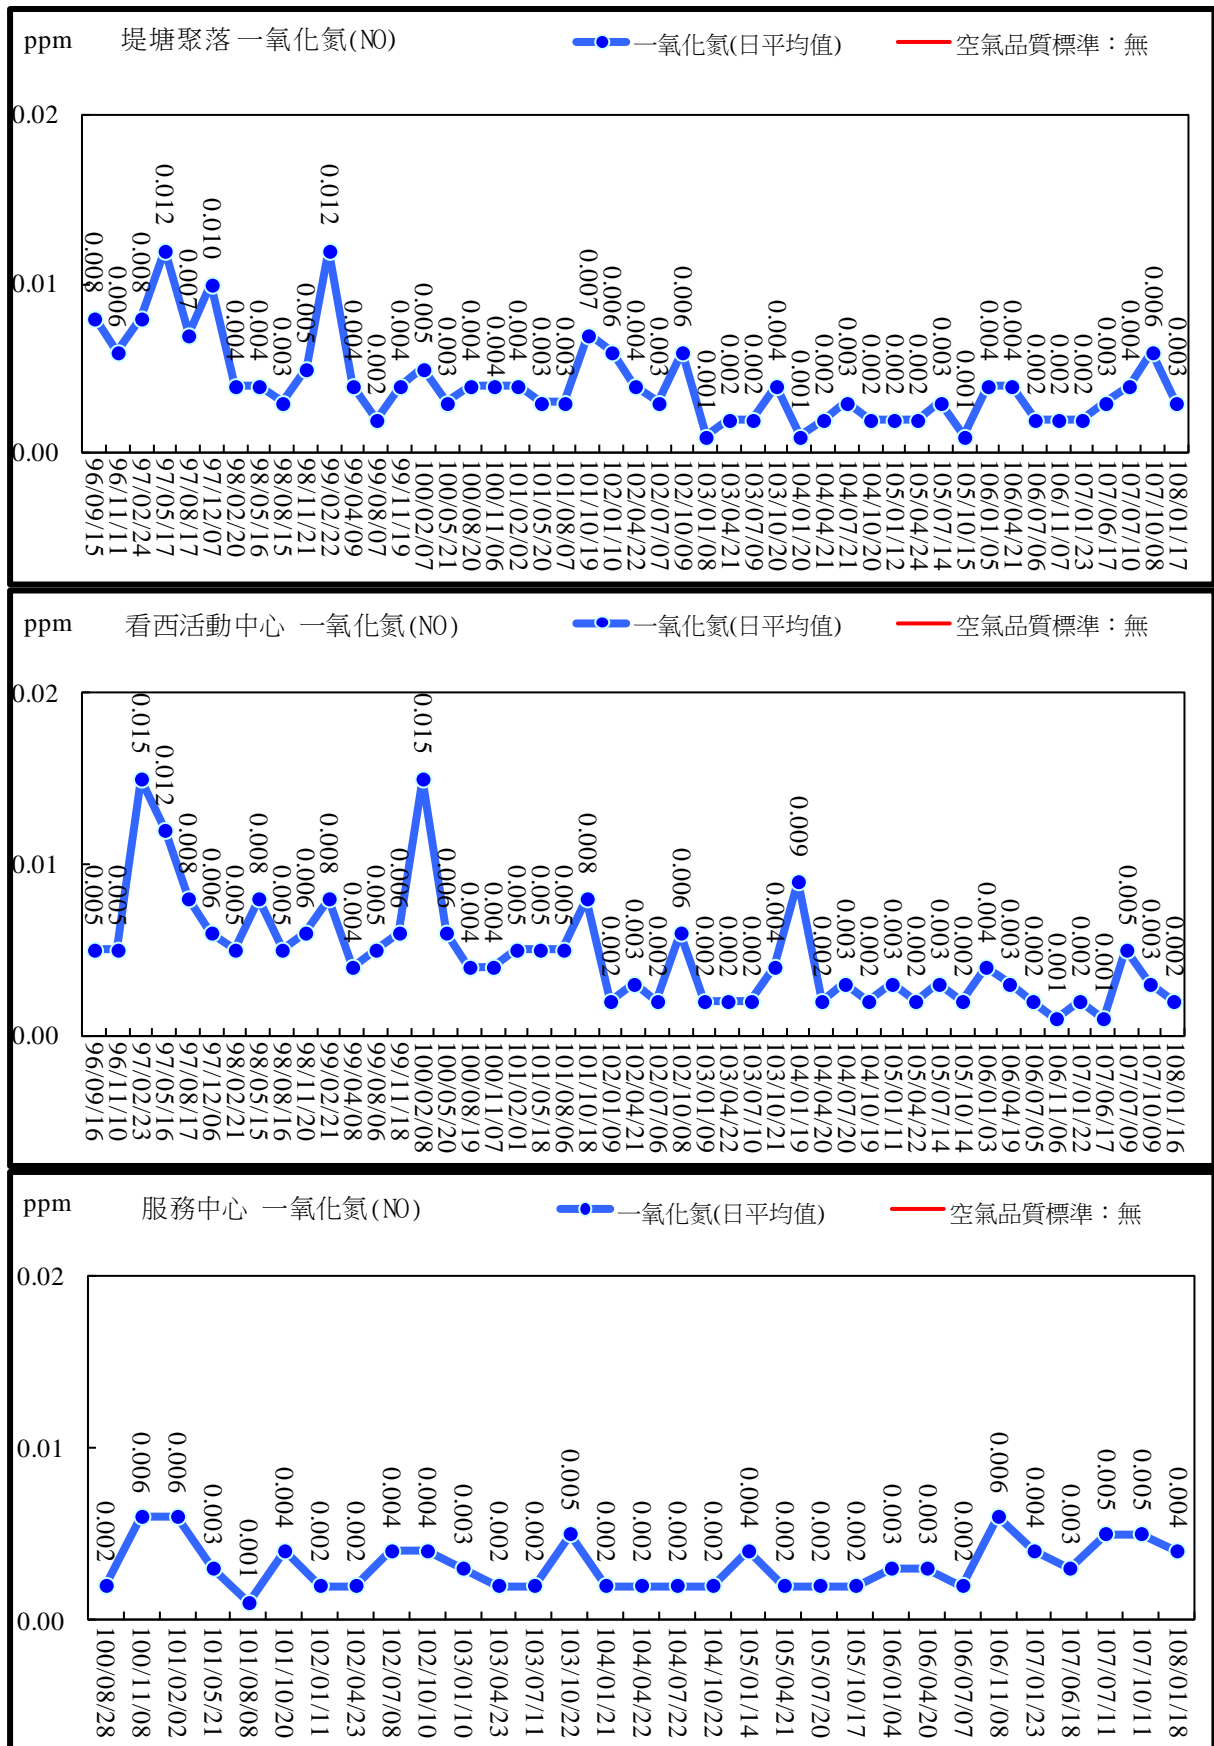 ppm 堤塘聚落 一氧化氮(NO) 一氧化氮(日平均值) 空氣品質標準：無
0.02
0.01
0.00
0.008 0.006 0.008 0.012 0.007 0.010 0.004 0.004 0.003 0.005 0.012 0.004 0.002 0.004 0.005 0.003 0.004 0.004 0.004 0.003 0.003 0.007 0.006 0.004 0.003 0.006 0.001 0.002 0.002 0.004 0.001 0.002 0.003 0.002 0.002 0.002 0.003 0.001 0.004 0.004 0.002 0.002 0.002 0.003 0.004 0.006 0.003
96/09/15 96/11/11 97/02/24 97/05/17 97/08/17 97/12/07 98/02/20 98/05/16 98/08/15 98/11/21 99/02/22 99/04/09 99/08/07 99/11/19 100/02/07 100/05/21 100/08/20 100/11/06 101/02/02 101/05/20 101/08/07 101/10/19 102/01/10 102/04/22 102/07/07 102/10/09 103/01/08 103/04/21 103/07/09 103/10/20 104/01/20 104/04/21 104/07/21 104/10/20 105/01/12 105/04/24 105/07/14 105/10/15 106/01/05 106/04/21 106/07/06 106/11/07 107/01/23 107/06/17 107/07/10 107/10/08 108/01/17
ppm 看西活動中心 一氧化氮(NO) 一氧化氮(日平均值) 空氣品質標準：無
0.02
0.01
0.00
0.005 0.005 0.015 0.012 0.008 0.006 0.005 0.008 0.005 0.006 0.008 0.004 0.005 0.006 0.015 0.006 0.004 0.004 0.005 0.005 0.005 0.008 0.002 0.003 0.002 0.006 0.002 0.002 0.002 0.004 0.009 0.002 0.003 0.002 0.003 0.002 0.003 0.002 0.004 0.003 0.002 0.001 0.002 0.001 0.005 0.003 0.002
96/09/16 96/11/10 97/02/23 97/05/16 97/08/17 97/12/06 98/02/21 98/05/15 98/08/16 98/11/20 99/02/21 99/04/08 99/08/06 99/11/18 100/02/08 100/05/20 100/08/19 100/11/07 101/02/01 101/05/18 101/08/06 101/10/18 102/01/09 102/04/21 102/07/06 102/10/08 103/01/09 103/04/22 103/07/10 103/10/21 104/01/19 104/04/20 104/07/20 104/10/19 105/01/11 105/04/22 105/07/14 105/10/14 106/01/03 106/04/19 106/07/05 106/11/06 107/01/22 107/06/17 107/07/09 107/10/09 108/01/16
ppm 服務中心 一氧化氮(NO) 一氧化氮(日平均值) 空氣品質標準：無
0.02
0.01
0.00
0.002 0.006 0.006 0.003 0.001 0.004 0.002 0.002 0.004 0.004 0.003 0.002 0.002 0.005 0.002 0.002 0.002 0.002 0.004 0.002 0.002 0.002 0.003 0.003 0.002 0.006 0.004 0.003 0.005 0.005 0.004
100/08/28 100/11/08 101/02/02 101/05/21 101/08/08 101/10/20 102/01/11 102/04/23 102/07/08 102/10/10 103/01/10 103/04/23 103/07/11 103/10/22 104/01/21 104/04/22 104/07/22 104/10/22 105/01/14 105/04/21 105/07/20 105/10/17 106/01/04 106/04/20 106/07/07 106/11/08 107/01/23 107/06/18 107/07/11 107/10/11 108/01/18